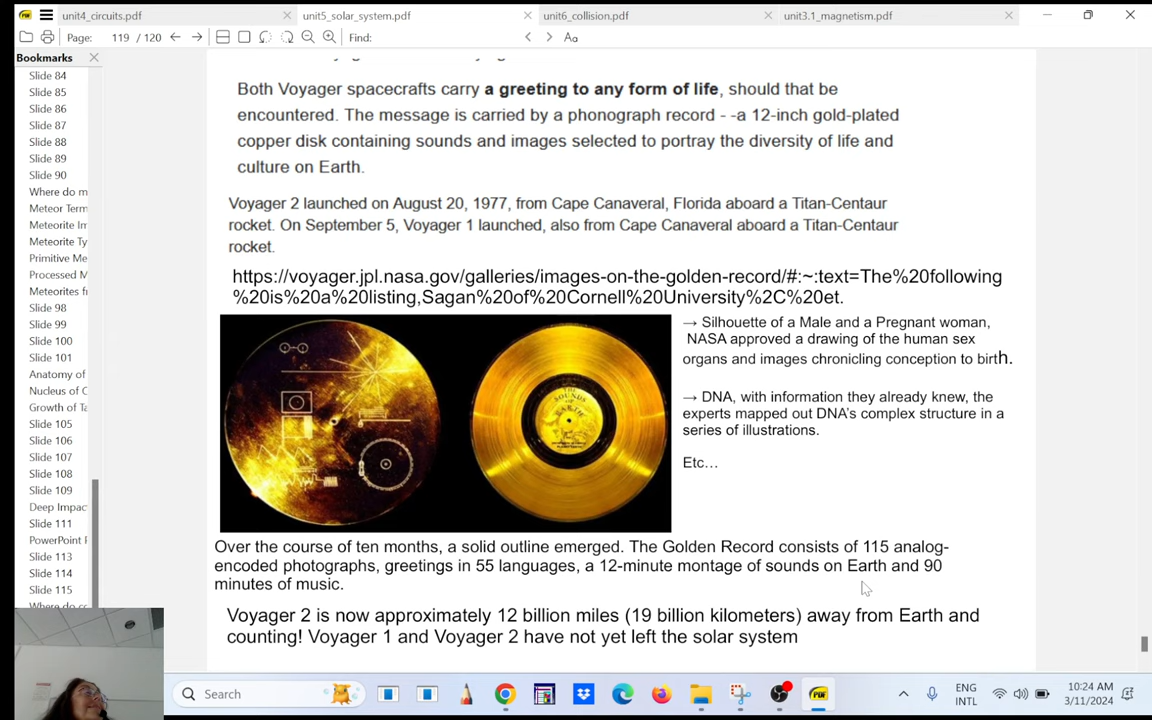 unit4_circuits.pdf
unit5_solar_system.pdf
unit6_collision.pdf
unit3.1_magnetism.pdf
Page: 119 / 120
Find:
Aa
Bookmarks
Slide 84
Slide 85
Slide 86
Slide 87
Slide 88
Slide 89
Slide 90
Where do m
Meteor Term
Meteorite Im
Meteorite Ty
Primitive Me
Processed M
Meteorites fr
Slide 98
Slide 99
Slide 100
Slide 101
Anatomy of
Nucleus of C
Growth of Ta
Slide 105
Slide 106
Slide 107
Slide 108
Slide 109
Deep Impac
Slide 111
PowerPoint P
Slide 113
Slide 114
Slide 115
Both Voyager spacecrafts carry a greeting to any form of life, should that be
encountered. The message is carried by a phonograph record - -a 12-inch gold-plated
copper disk containing sounds and images selected to portray the diversity of life and
culture on Earth.
Voyager 2 launched on August 20, 1977, from Cape Canaveral, Florida aboard a Titan-Centaur
rocket. On September 5, Voyager 1 launched, also from Cape Canaveral aboard a Titan-Centaur
rocket.
https://voyager.jpl.nasa.gov/galleries/images-on-the-golden-record/#:~:text=The%20following
%20is%20a%20listing,Sagan%20of%20Cornell%20University%2C%20et.
THE SOUNDS
OF
EARTH
→ Silhouette of a Male and a Pregnant woman,
NASA approved a drawing of the human sex
organs and images chronicling conception to birth.
→ DNA, with information they already knew, the
experts mapped out DNA's complex structure in a
series of illustrations.
Etc…
Over the course of ten months, a solid outline emerged. The Golden Record consists of 115 analog-
encoded photographs, greetings in 55 languages, a 12-minute montage of sounds on Earth and 90
minutes of music.
Voyager 2 is now approximately 12 billion miles (19 billion kilometers) away from Earth and
counting! Voyager 1 and Voyager 2 have not yet left the solar system
Search
PDF
ENG
INTL
10:24 AM
3/11/2024